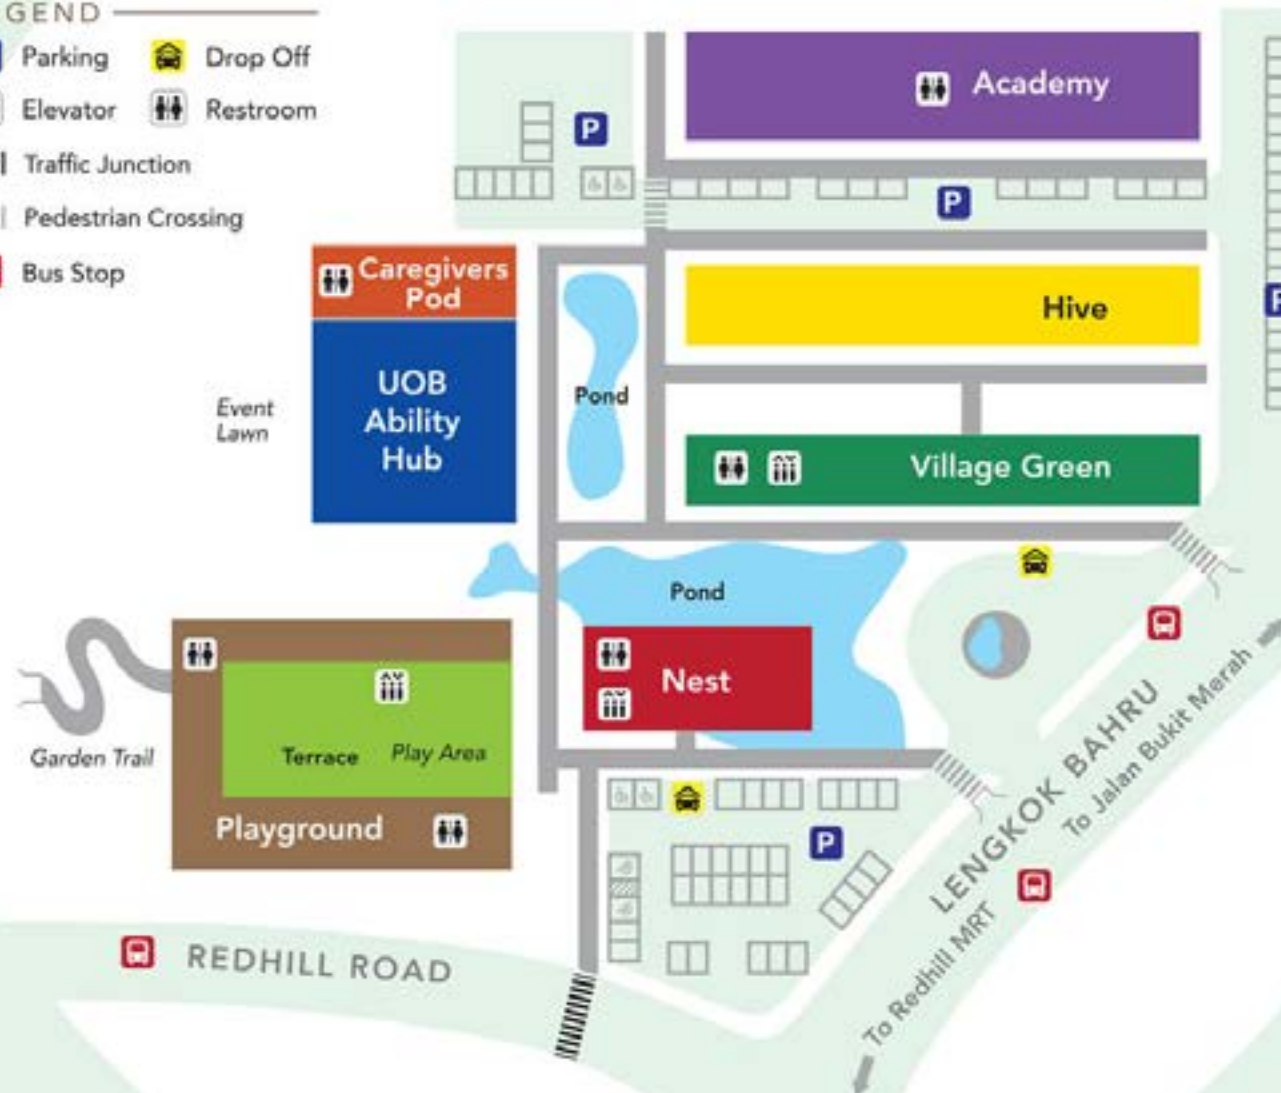 GEND
Parking
Drop Off
Elevator
Restroom
Traffic Junction
Pedestrian Crossing
Bus Stop
P
Academy
P
Caregivers
Pod
Hive
P
UOB
Ability
Hub
Pond
Event
Lawn
Village Green
Pond
Nest
Garden Trail
Terrace
Play Area
Playground
P
LENGKOK BAHRU
To Jalan Bukit Merah
To Redhill MRT
REDHILL ROAD